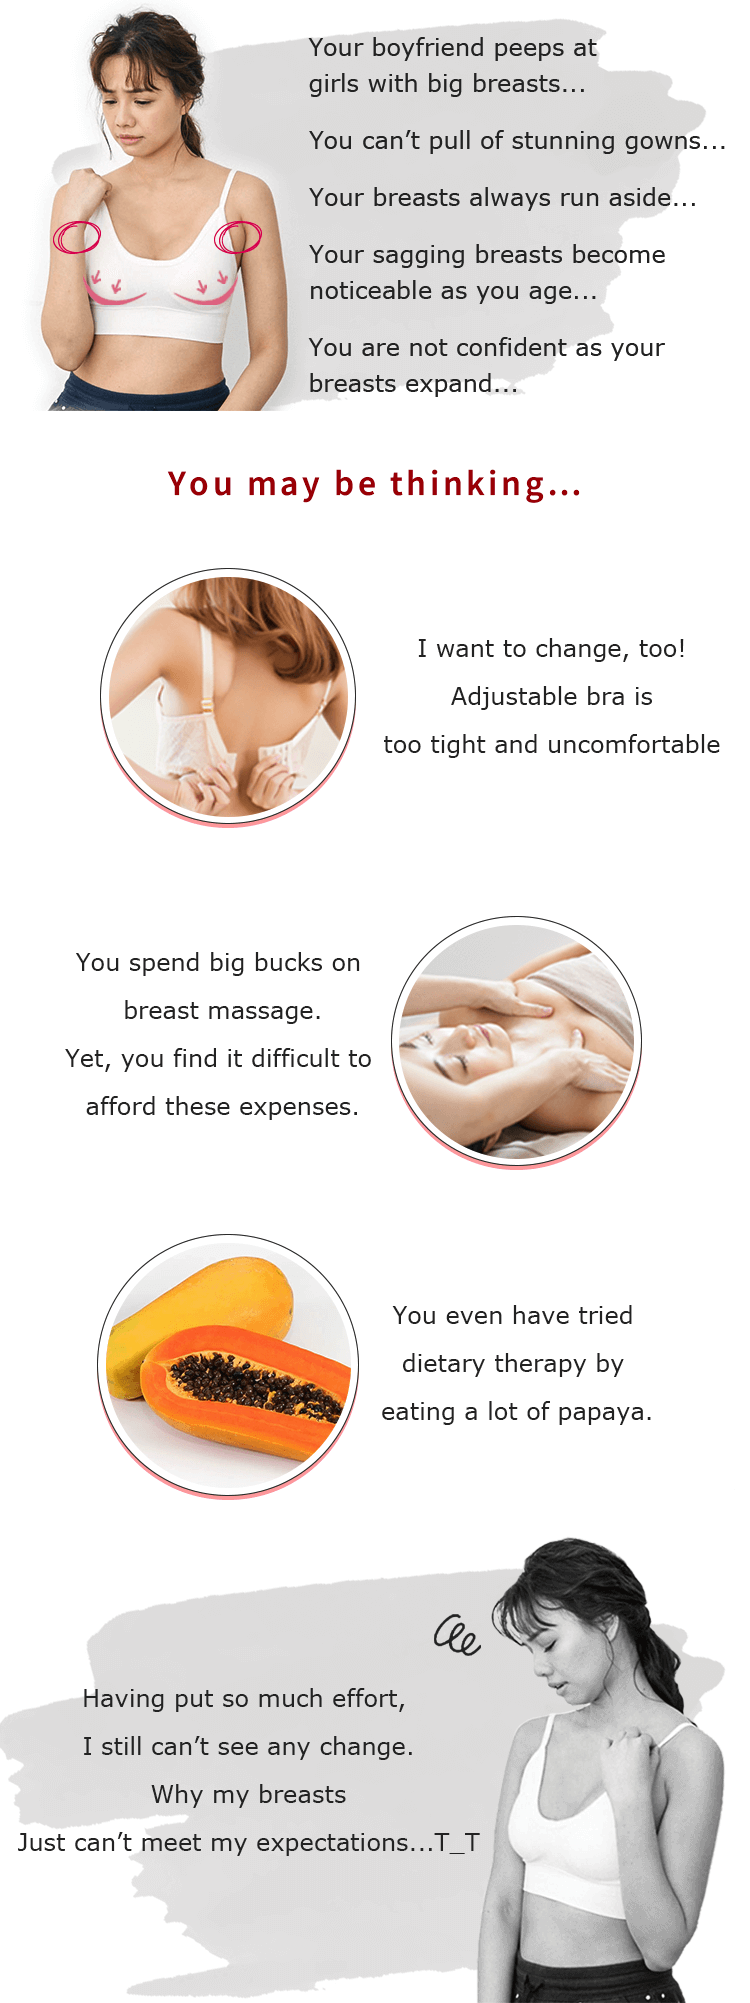 Your boyfriend peeps at
girls with big breasts...
You can’t pull of stunning gowns...
Your breasts always run aside...
Your sagging breasts become
noticeable as you age...
You are not confident as your
breasts expand...
You may be thinking...
I want to change, too!
Adjustable bra is
too tight and uncomfortable
You spend big bucks on
breast massage.
Yet, you find it difficult to
afford these expenses.
You even have tried
dietary therapy by
eating a lot of papaya.
Having put so much effort,
I still can’t see any change.
Why my breasts
Just can’t meet my expectations...T_T